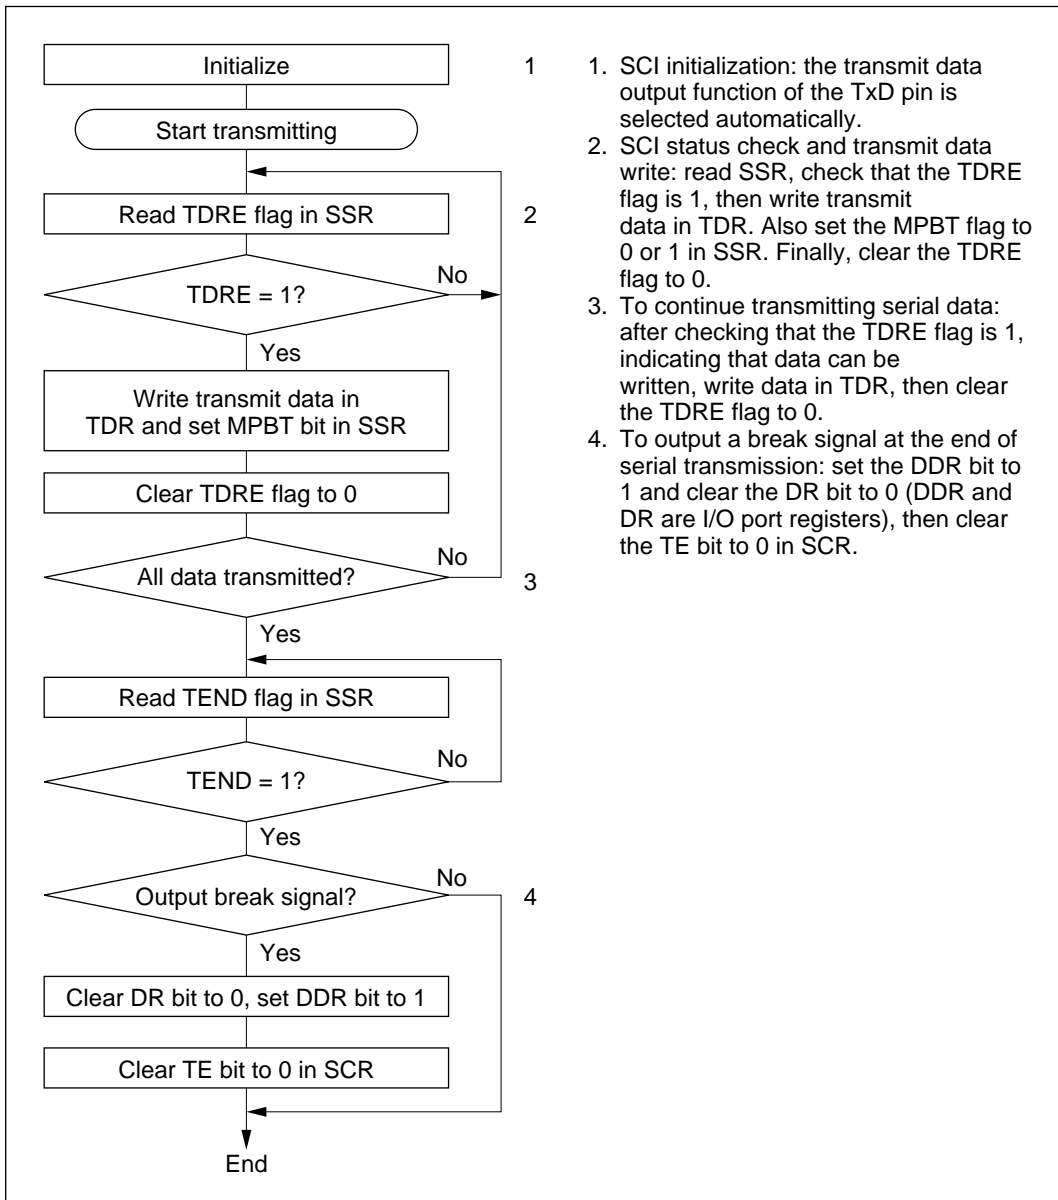 Initialize
1
Start transmitting
Read TDRE flag in SSR
2
TDRE = 1?
No
Yes
Write transmit data in
TDR and set MPBT bit in SSR
Clear TDRE flag to 0
All data transmitted?
No
3
Yes
Read TEND flag in SSR
TEND = 1?
No
Yes
Output break signal?
No
4
Yes
Clear DR bit to 0, set DDR bit to 1
Clear TE bit to 0 in SCR
End
1. SCI initialization: the transmit data
output function of the TxD pin is
selected automatically.
2. SCI status check and transmit data
write: read SSR, check that the TDRE
flag is 1, then write transmit
data in TDR. Also set the MPBT flag to
0 or 1 in SSR. Finally, clear the TDRE
flag to 0.
3. To continue transmitting serial data:
after checking that the TDRE flag is 1,
indicating that data can be
written, write data in TDR, then clear
the TDRE flag to 0.
4. To output a break signal at the end of
serial transmission: set the DDR bit to
1 and clear the DR bit to 0 (DDR and
DR are I/O port registers), then clear
the TE bit to 0 in SCR.